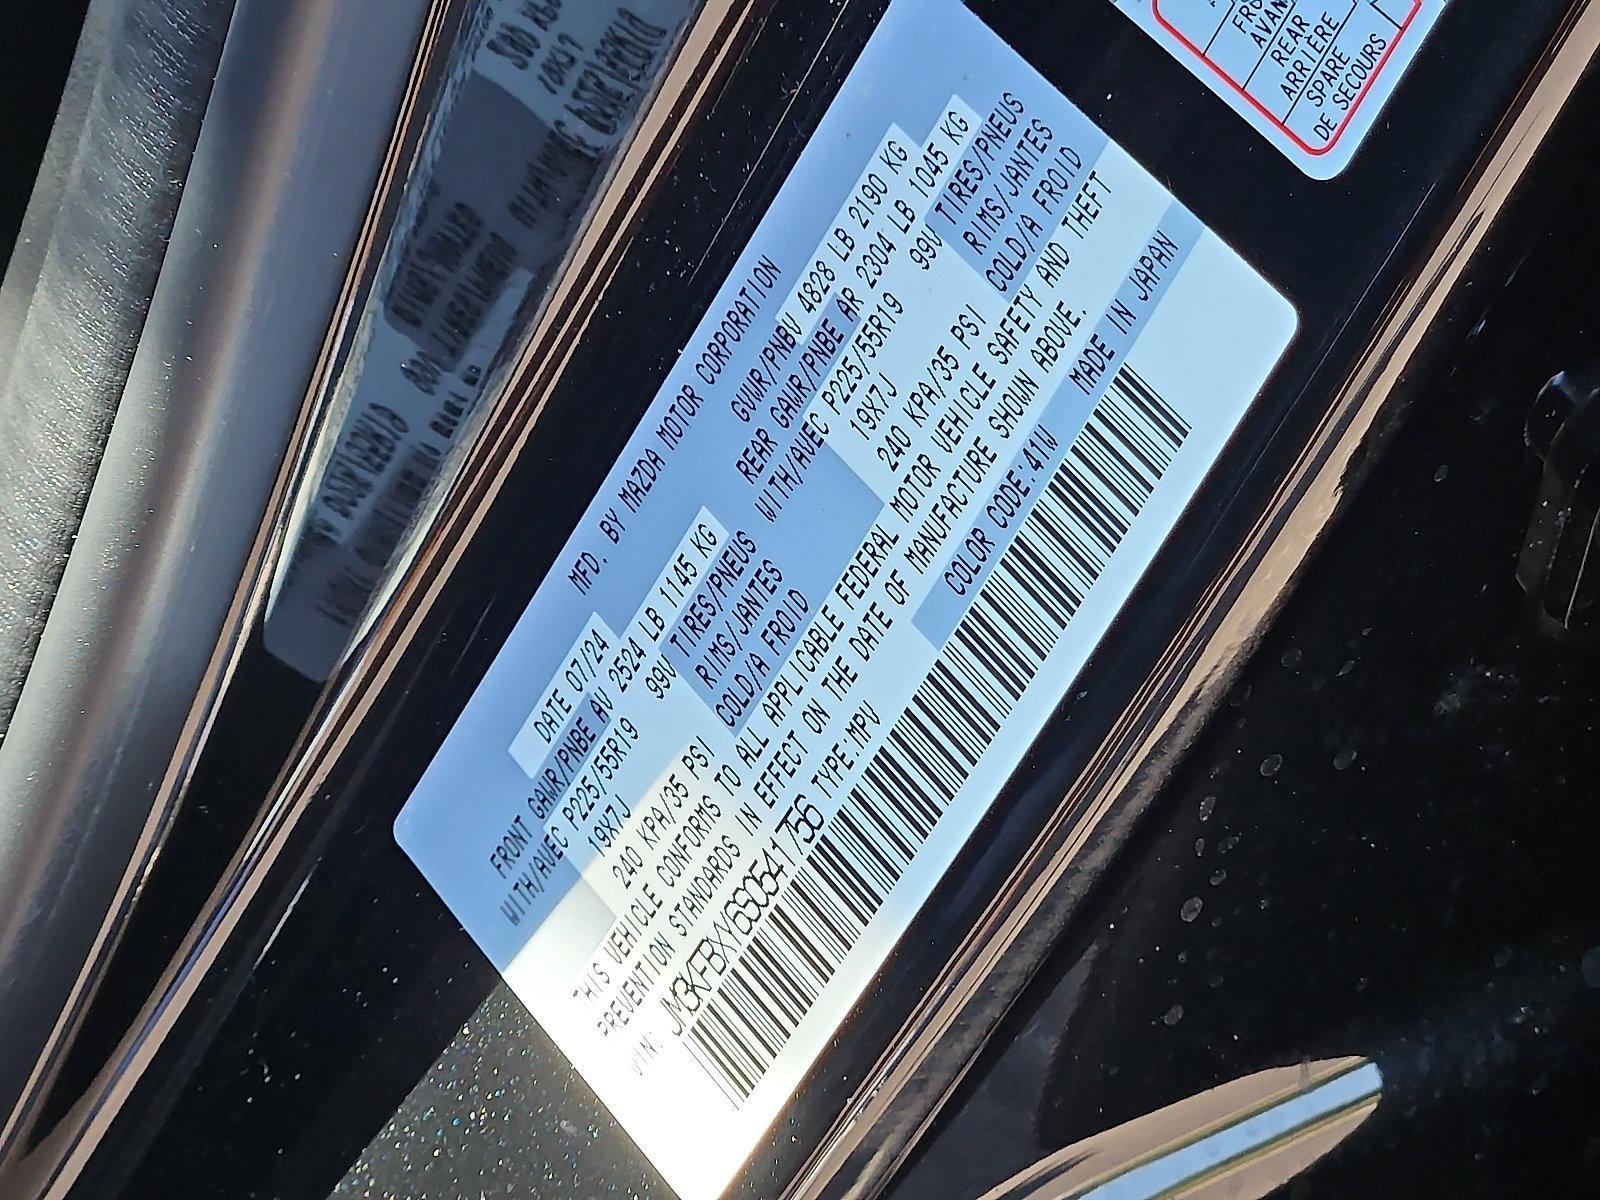 MFD. BY MAZDA MOTOR CORPORATION
DATE 07/24 GVWR/PNBV 4828 LB 2190 KG
FRONT GAWR/PNBE AV 2524 LB 1145 KG REAR GAWR/PNBE AR 2304 LB 1045 KG
WITH/AVEC P225/55R19 99V TIRES/PNEUS WITH/AVEC P225/55R19 99V TIRES/PNEUS
19X7J RIMS/JANTES 19X7J RIMS/JANTES
240 KPA/35 PSI COLD/A FROID 240 KPA/35 PSI COLD/A FROID
THIS VEHICLE CONFORMS TO ALL APPLICABLE FEDERAL MOTOR VEHICLE SAFETY AND THEFT
PREVENTION STANDARDS IN EFFECT ON THE DATE OF MANUFACTURE SHOWN ABOVE.
VIN: JM3KFBXY6S0541756 TYPE:MPV COLOR CODE:41W MADE IN JAPAN
REAR
ARRIÈRE
SPARE
DE SECOURS